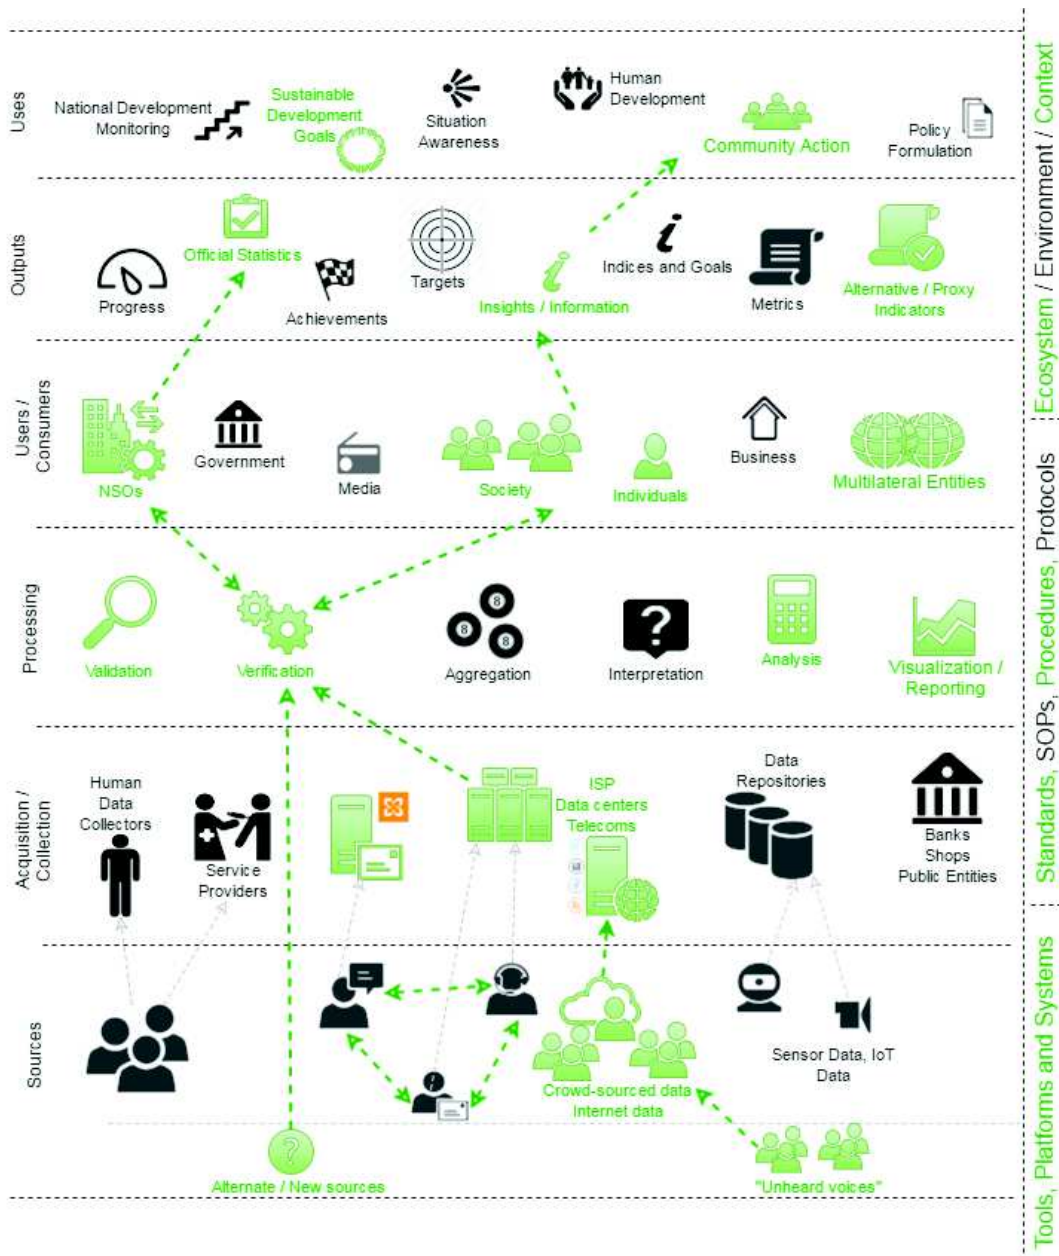 Uses
National Development
Monitoring
Sustainable
Development
Goals
Situation
Awareness
Human
Development
Community Action
Policy
Formulation
Outputs
Progress
Official Statistics
Achievements
Targets
Insights / Information
Indices and Goals
Metrics
Alternative / Proxy
Indicators
Users /
Consumers
NSOs
Government
Media
Society
Individuals
Business
Multilateral Entities
Processing
Validation
Verification
8
8
8
Aggregation
?
Interpretation
Analysis
Visualization /
Reporting
Acquisition /
Collection
Human
Data
Collectors
Service
Providers
ISP
Data centers
Telecoms
Data
Repositories
Banks
Shops
Public Entities
Sources
Crowd-sourced data
Internet data
Sensor Data, IoT
Data
?
Alternate / New sources
"Unheard voices"
Ecosystem / Environment / Context
Standards, SOPs, Procedures, Protocols
Tools, Platforms and Systems